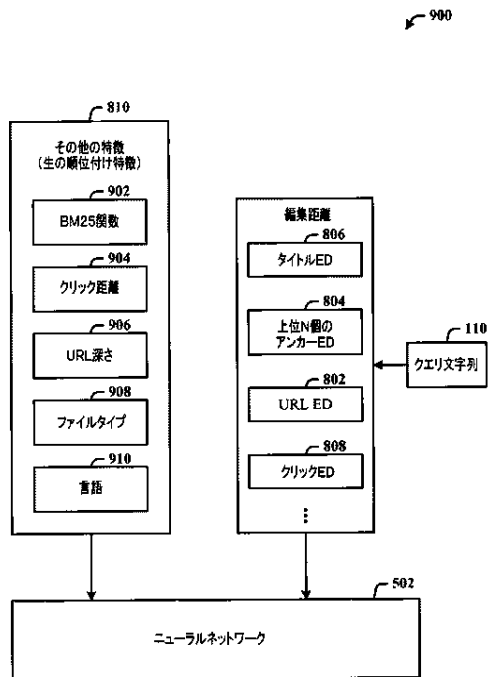 900
810
その他の特徴
(生の順位付け特徴)
902
BM25関数
904
クリック距離
906
URL深さ
908
ファイルタイプ
910
言語
編集距離
806
タイトルED
804
上位N個の
アンカーED
802
URL ED
808
クリックED
110
クエリ文字列
502
ニューラルネットワーク